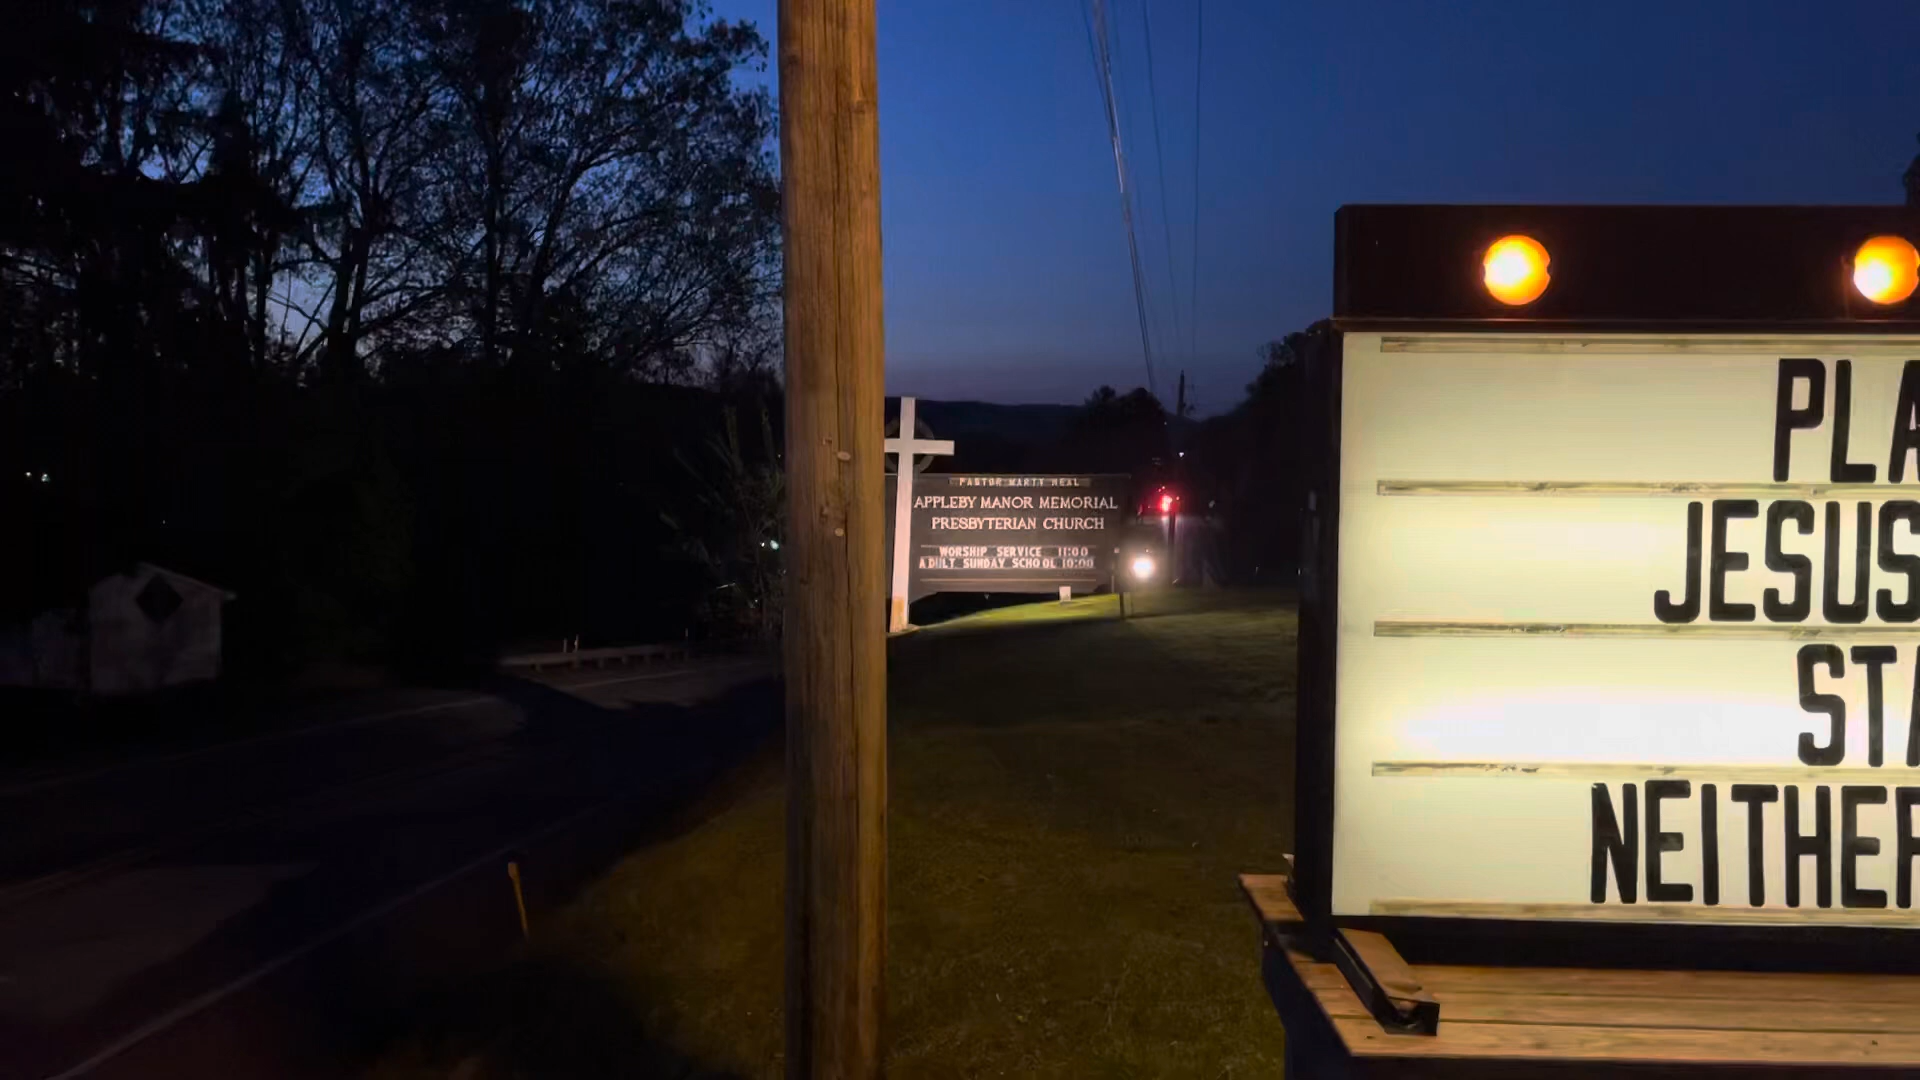 PASTOR MARTY NEAL
APPLEBY MANOR MEMORIAL
PRESBYTERIAN CHURCH
WORSHIP SERVICE 11:00
ADULT SUNDAY SCHOOL 10:00
PLA
JESUS
STA
NEITHER